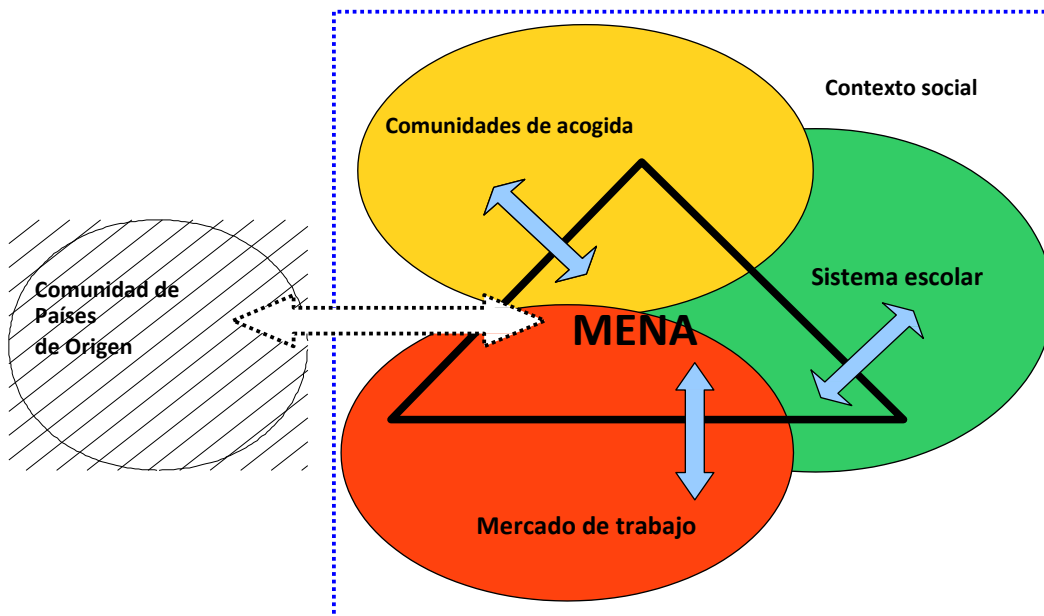 Contexto social
Comunidades de acogida
Sistema escolar
Comunidad de
Países
de Origen
MENA
Mercado de trabajo